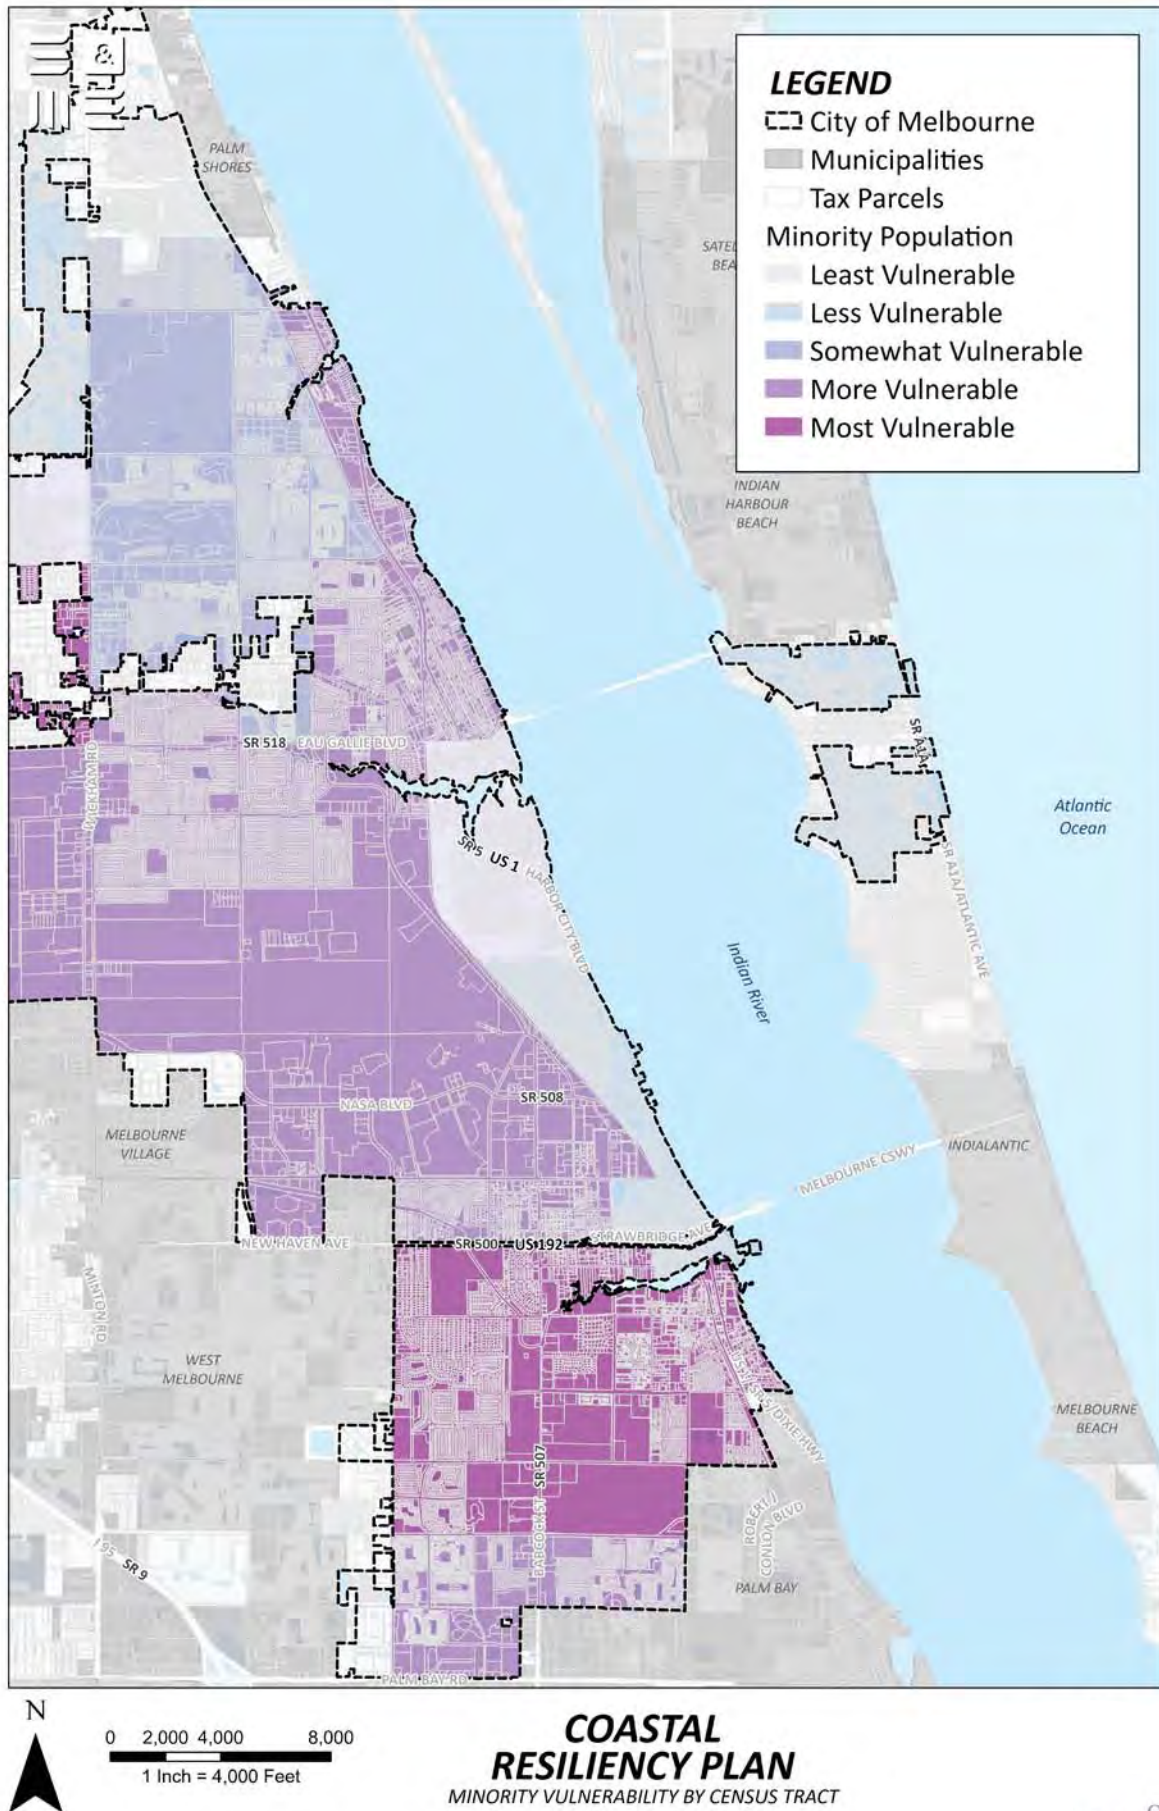 &
PALM
SHORES
LEGEND
City of Melbourne
Municipalities
Tax Parcels
Minority Population
Least Vulnerable
Less Vulnerable
Somewhat Vulnerable
More Vulnerable
Most Vulnerable
INDIAN
HARBOUR
BEACH
SR 518 EAU GALLIE BLVD
WICKHAM RD
SR A1A
SR 5 US 1 HARBOR CITY BLVD
Atlantic
Ocean
SR A1A/ATLANTIC AVE
Indian River
NASA BLVD
SR 508
MELBOURNE
VILLAGE
INDIALANTIC
MELBOURNE CSWY
NEW HAVEN AVE
SR 500 US 192 STRAWBRIDGE AVE
MINTON RD
WEST
MELBOURNE
MELBOURNE
BEACH
BABCOCK ST SR 507
ROBERT J
CONLON BLVD
I 95 SR 9
PALM BAY
PALM BAY RD
N
0 2,000 4,000 8,000
1 Inch = 4,000 Feet
COASTAL
RESILIENCY PLAN
MINORITY VULNERABILITY BY CENSUS TRACT